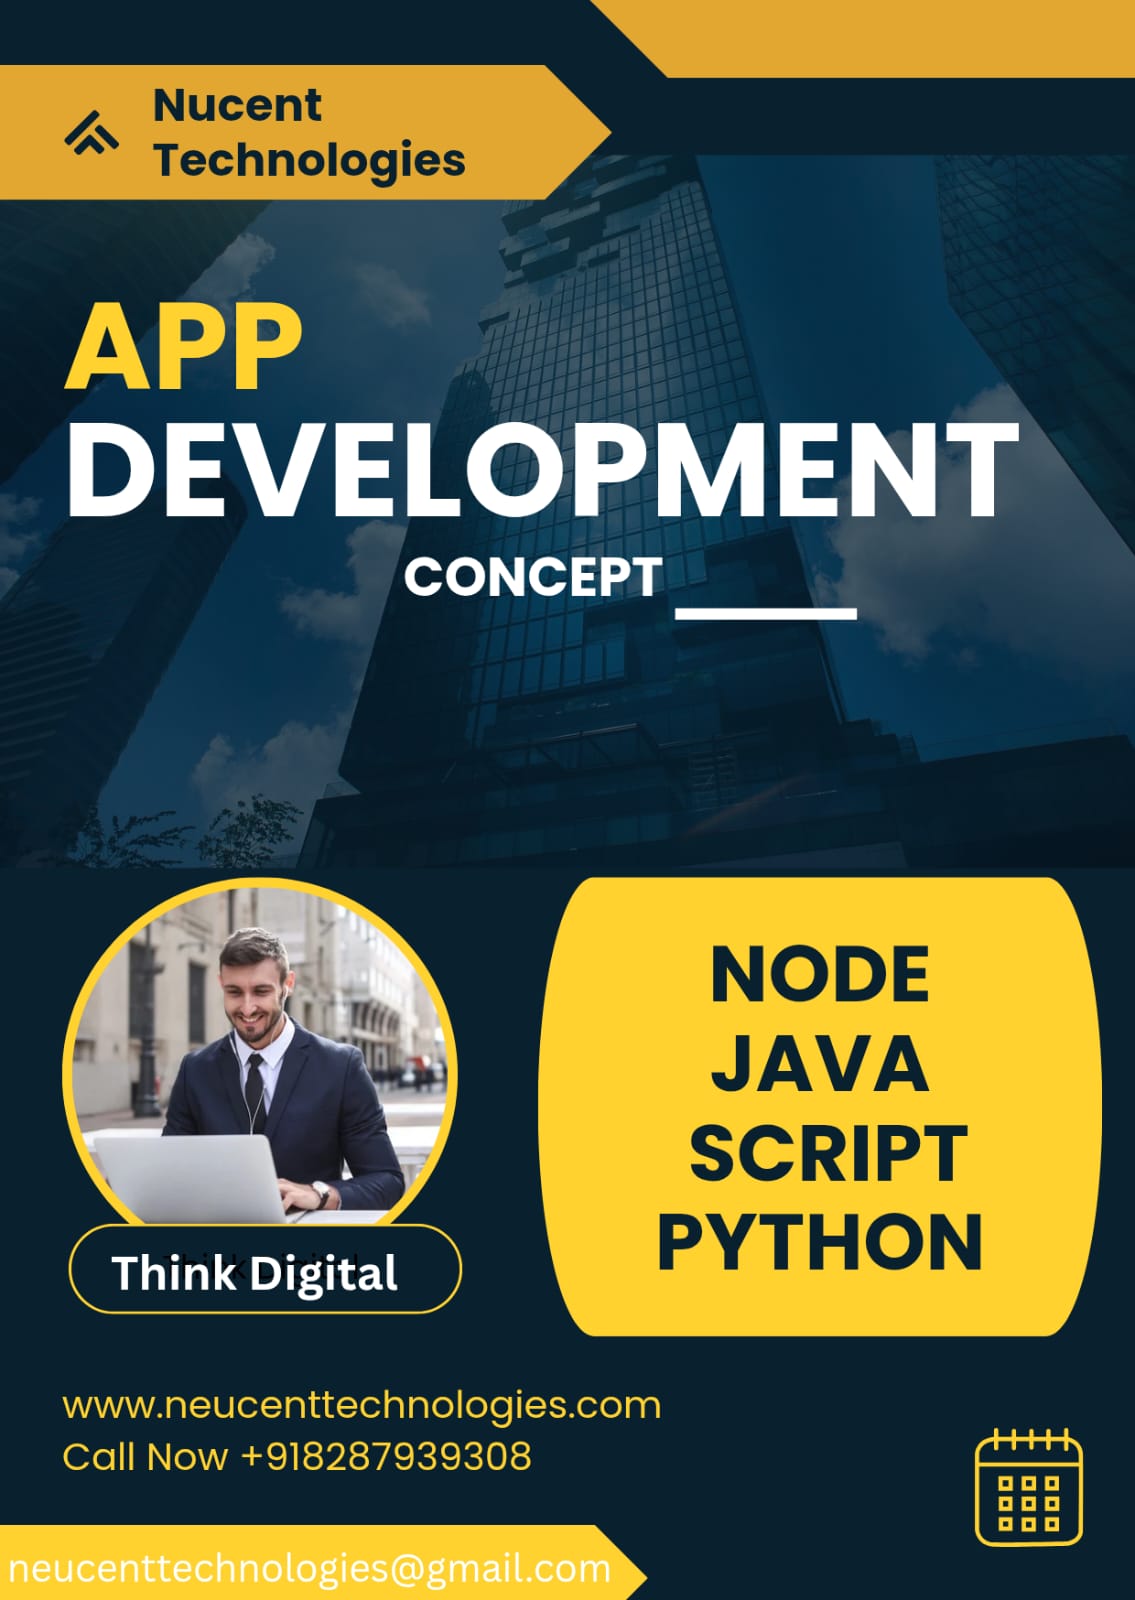 Nucent
Technologies
APP
DEVELOPMENT
CONCEPT
NODE
JAVA
SCRIPT
PYTHON
Think Digital
www.neucenttechnologies.com
Call Now +918287939308
neucenttechnologies@gmail.com